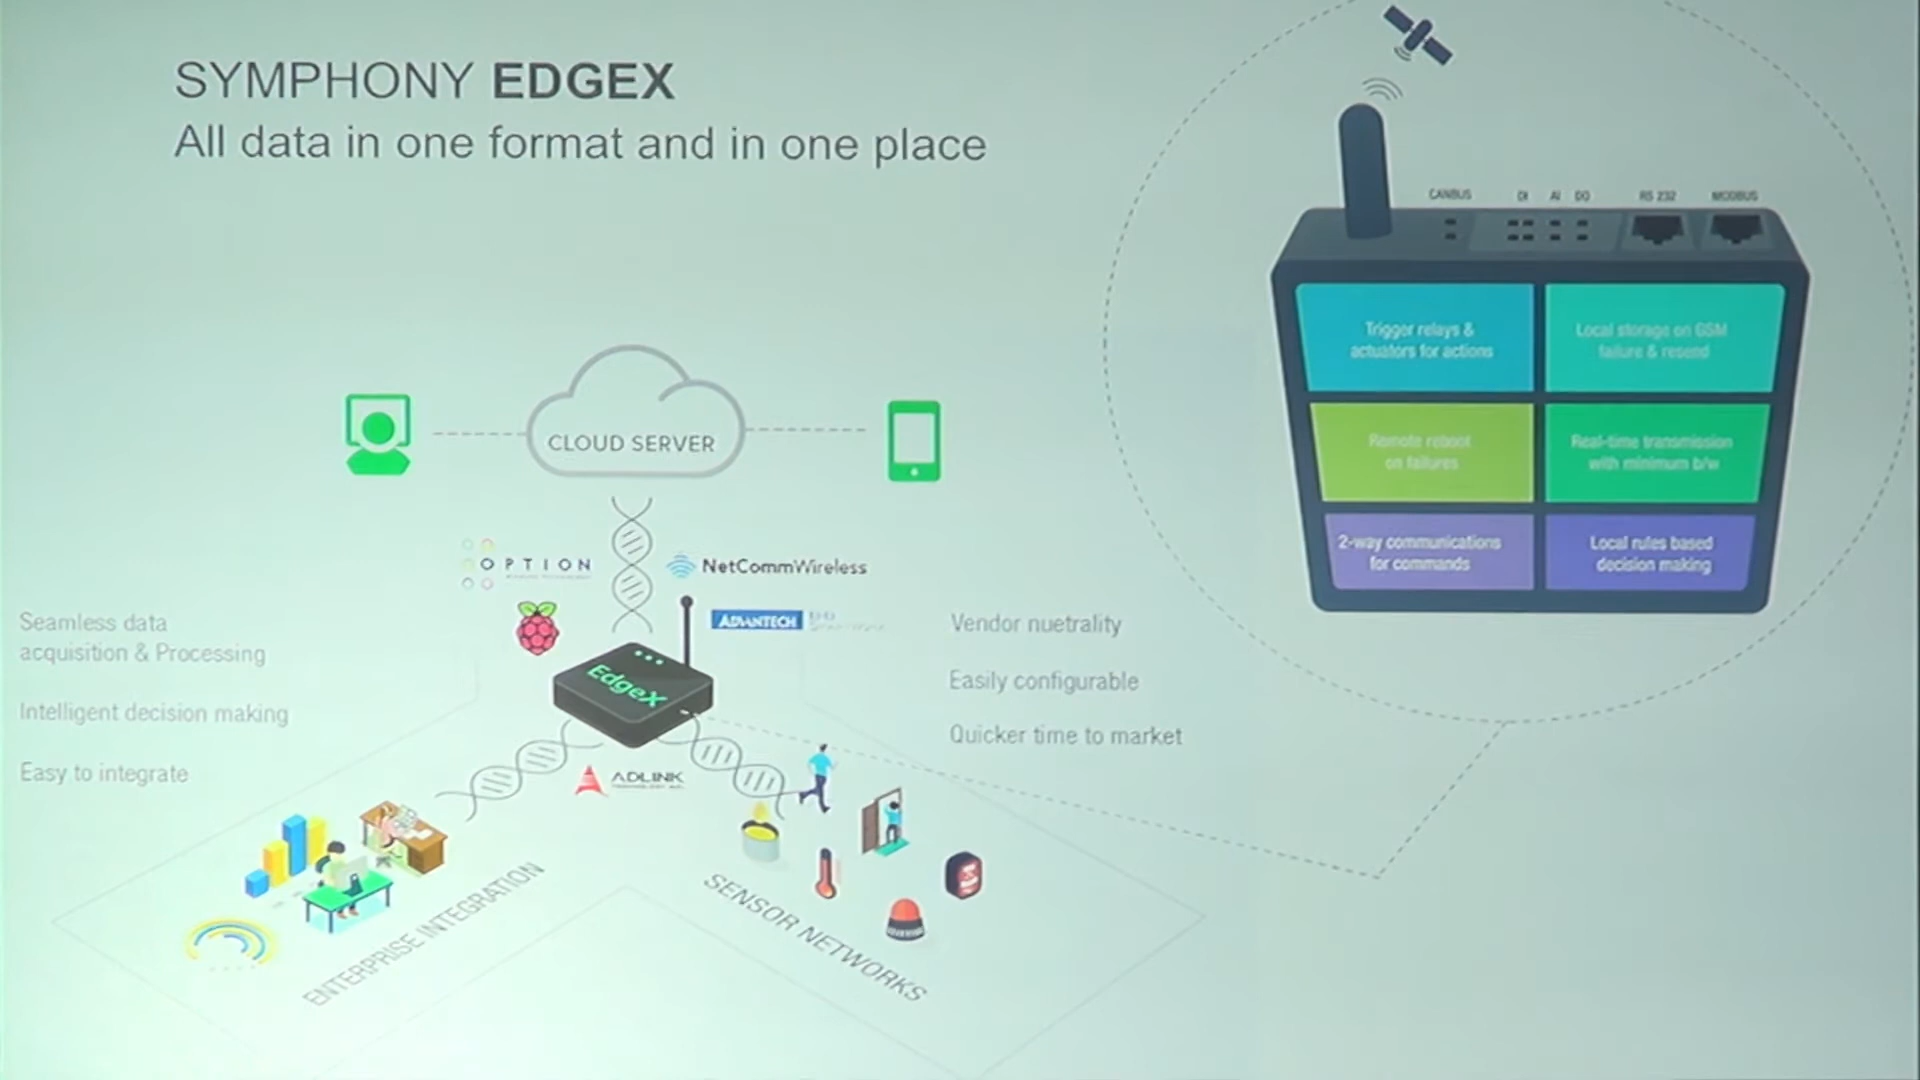 SYMPHONY EDGEX
All data in one format and in one place
CANBUS DI AI DO RS 232 MODBUS
Trigger relays &
actuators for actions
Local storage on GSM
failure & resend
Remote reboot
on failures
Real-time transmission
with minimum b/w
2-way communications
for commands
Local rules based
decision making
CLOUD SERVER
OPTION
NetCommWireless
ADVANTECH
EdgeX
ADLINK
Seamless data
acquisition & Processing
Intelligent decision making
Easy to integrate
Vendor nuetrality
Easily configurable
Quicker time to market
ENTERPRISE INTEGRATION
SENSOR NETWORKS